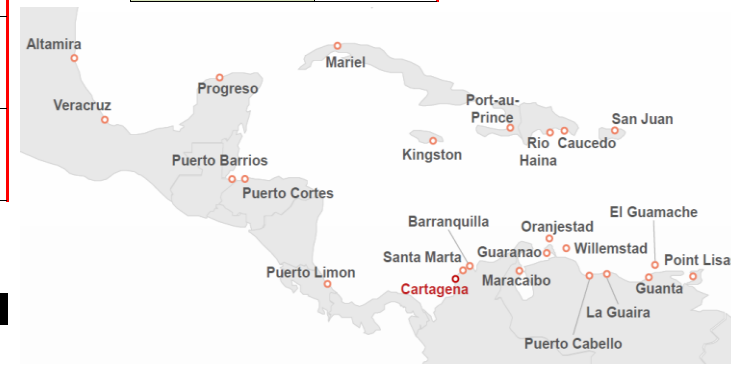 Altamira
Mariel
Progreso
Veracruz
Port-au-
Prince
San Juan
Rio
Haina
Caucedo
Kingston
Puerto Barrios
Puerto Cortes
Barranquilla
El Guamache
Oranjestad
Santa Marta
Guaranao
Willemstad
Point Lisa
Puerto Limon
Maracaibo
Cartagena
Guanta
La Guaira
Puerto Cabello